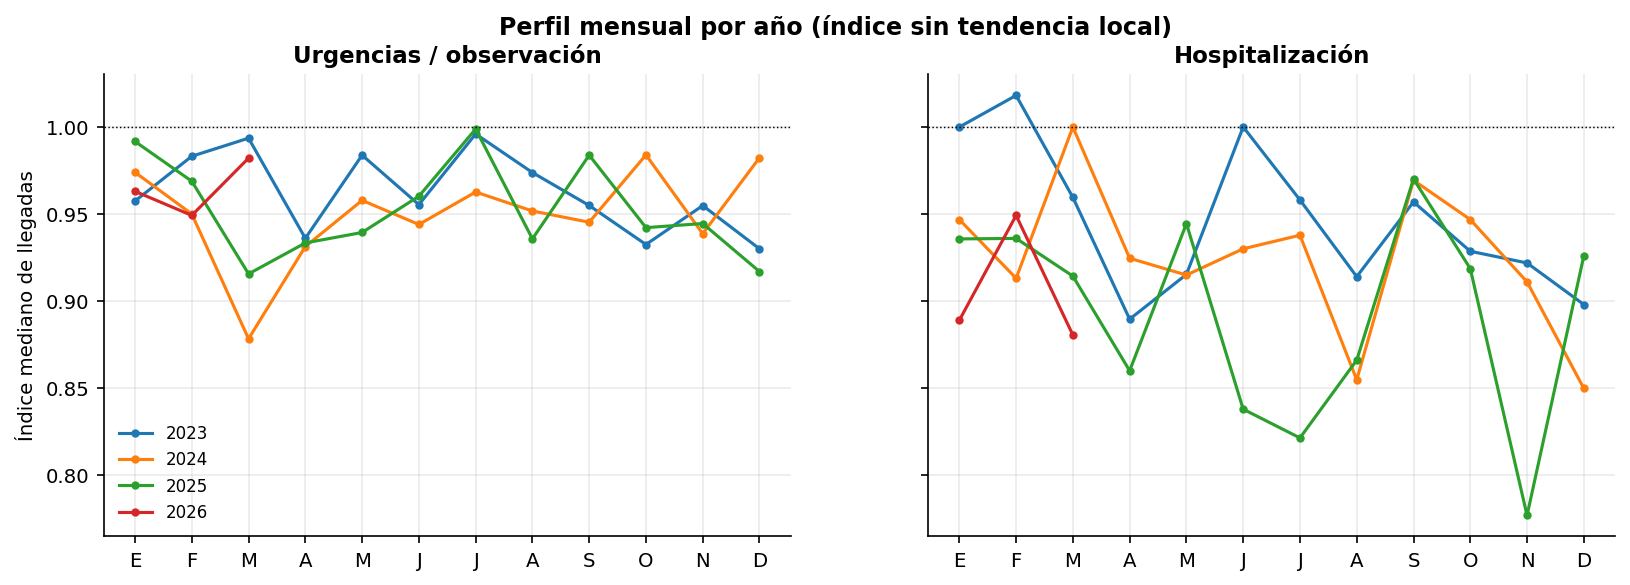 Perfil mensual por año (índice sin tendencia local)
Urgencias / observación
Hospitalización
Índice mediano de llegadas
1.00
0.95
0.90
0.85
0.80
2023
2024
2025
2026
E F M A M J J A S O N D
E F M A M J J A S O N D